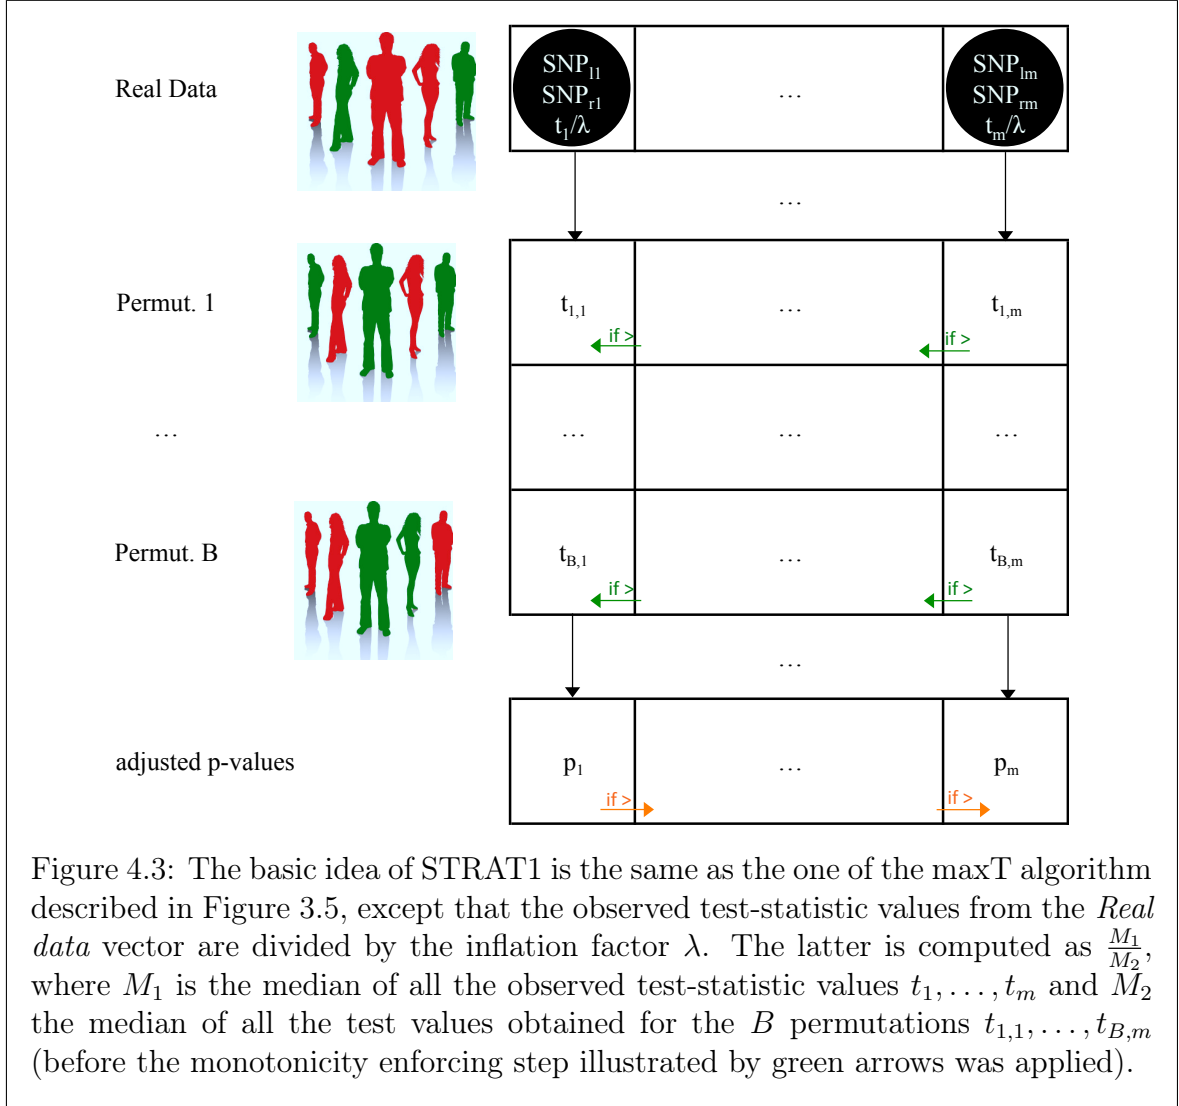 Real Data
SNP_l1
SNP_r1
t_1/λ
…
SNP_lm
SNP_rm
t_m/λ
…
Permut. 1
t_1,1
…
t_1,m
if >
if >
…
…
…
…
Permut. B
t_B,1
…
t_B,m
if >
if >
…
adjusted p-values
p_1
…
p_m
if >
if >
Figure 4.3: The basic idea of STRAT1 is the same as the one of the maxT algorithm
described in Figure 3.5, except that the observed test-statistic values from the Real
data vector are divided by the inflation factor λ. The latter is computed as M_1/M_2,
where M_1 is the median of all the observed test-statistic values t_1, …, t_m and M_2
the median of all the test values obtained for the B permutations t_1,1, …, t_B,m
(before the monotonicity enforcing step illustrated by green arrows was applied).